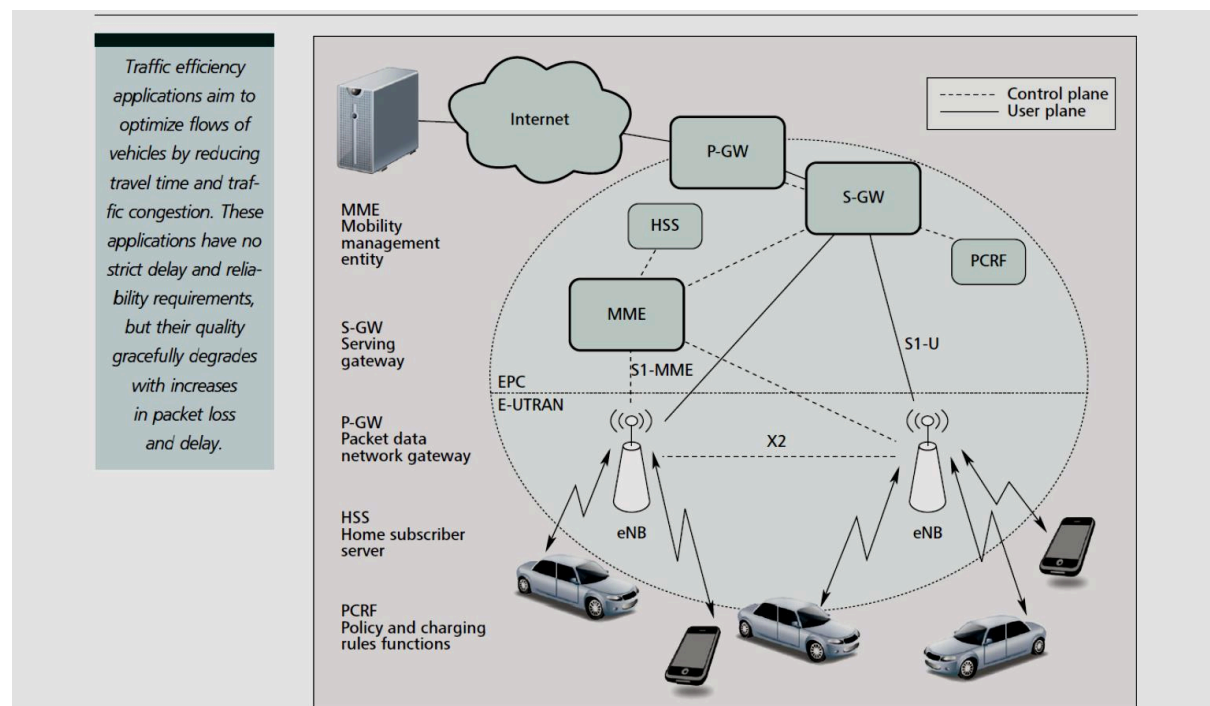 Traffic efficiency
applications aim to
optimize flows of
vehicles by reducing
travel time and traf-
fic congestion. These
applications have no
strict delay and relia-
bility requirements,
but their quality
gracefully degrades
with increases
in packet loss
and delay.
Internet
Control plane
User plane
P-GW
S-GW
HSS
PCRF
MME
S1-U
S1-MME
EPC
E-UTRAN
X2
eNB
eNB
MME
Mobility
management
entity
S-GW
Serving
gateway
P-GW
Packet data
network gateway
HSS
Home subscriber
server
PCRF
Policy and charging
rules functions